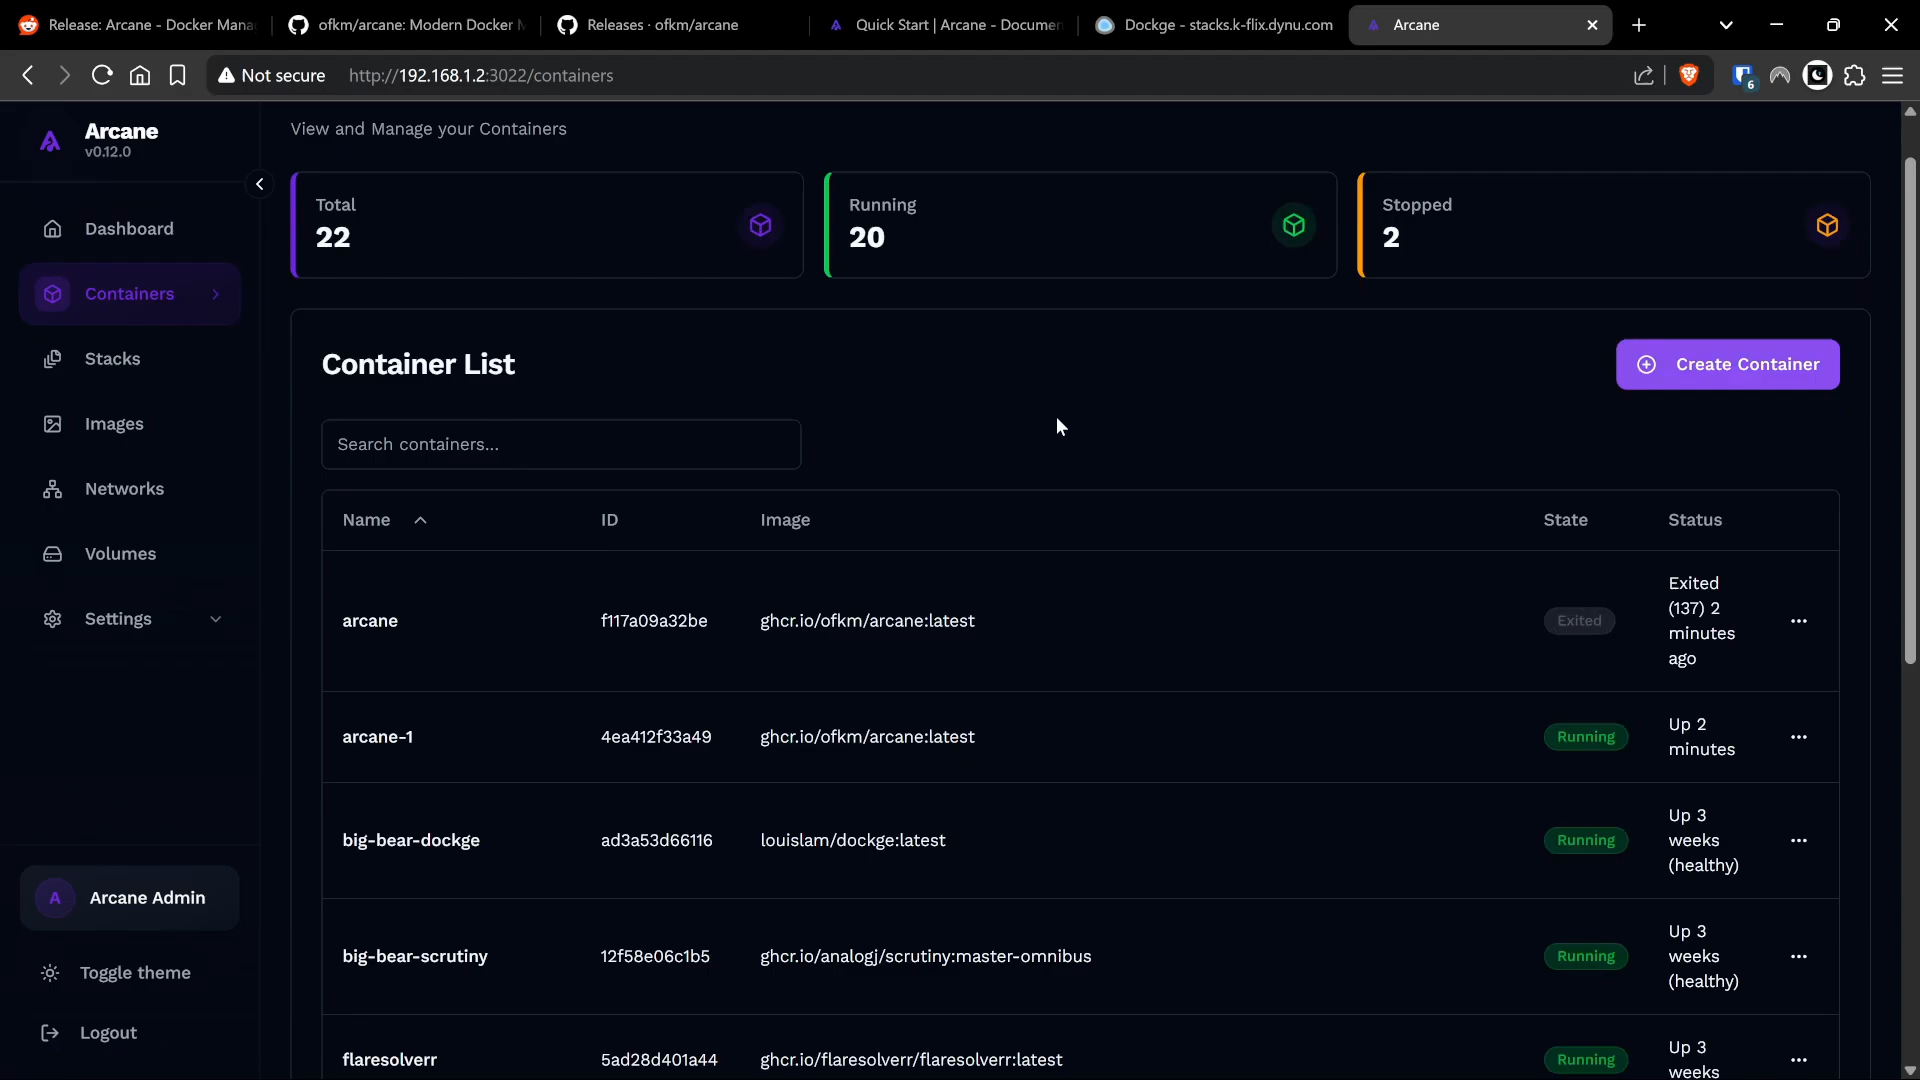 Release: Arcane - Docker Mana
ofkm/arcane: Modern Docker M
Releases · ofkm/arcane
Quick Start | Arcane - Documen
Dockge - stacks.k-flix.dynu.com
Arcane
Not secure
http://192.168.1.2:3022/containers
6
Arcane
v0.12.0
Dashboard
Containers
Stacks
Images
Networks
Volumes
Settings
A
Arcane Admin
Toggle theme
Logout
View and Manage your Containers
Total
22
Running
20
Stopped
2
Container List
Create Container
Search containers...
Name ID Image State Status
arcane f117a09a32be ghcr.io/ofkm/arcane:latest Exited Exited
(137) 2
minutes
ago
arcane-1 4ea412f33a49 ghcr.io/ofkm/arcane:latest Running Up 2
minutes
big-bear-dockge ad3a53d66116 louislam/dockge:latest Running Up 3
weeks
(healthy)
big-bear-scrutiny 12f58e06c1b5 ghcr.io/analogj/scrutiny:master-omnibus Running Up 3
weeks
(healthy)
flaresolverr 5ad28d401a44 ghcr.io/flaresolverr/flaresolverr:latest Running Up 3
weeks